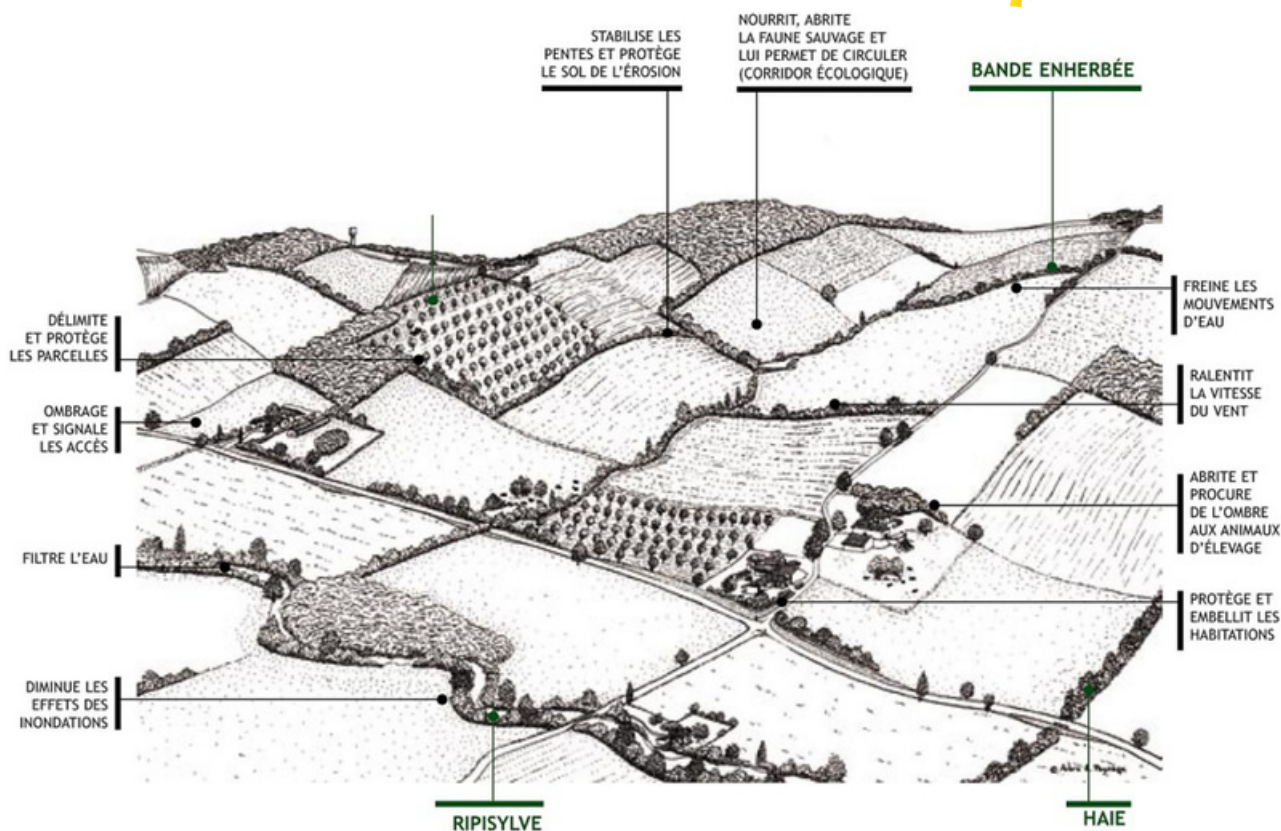 STABILISE LES
PENTES ET PROTÈGE
LE SOL DE L'ÉROSION
NOURRIT, ABRITE
LA FAUNE SAUVAGE ET
LUI PERMET DE CIRCULER
(CORRIDOR ÉCOLOGIQUE)
BANDE ENHERBÉE
DÉLIMITE
ET PROTÈGE
LES PARCELLES
FREINE LES
MOUVEMENTS
D'EAU
OMBRAGE
ET SIGNALE
LES ACCÈS
RALENTIT
LA VITESSE
DU VENT
ABRITE ET
PROCURE
DE L'OMBRE
AUX ANIMAUX
D'ÉLEVAGE
FILTRE L'EAU
PROTÈGE ET
EMBELLIT LES
HABITATIONS
DIMINUE LES
EFFETS DES
INONDATIONS
RIPISYLVE
HAIE